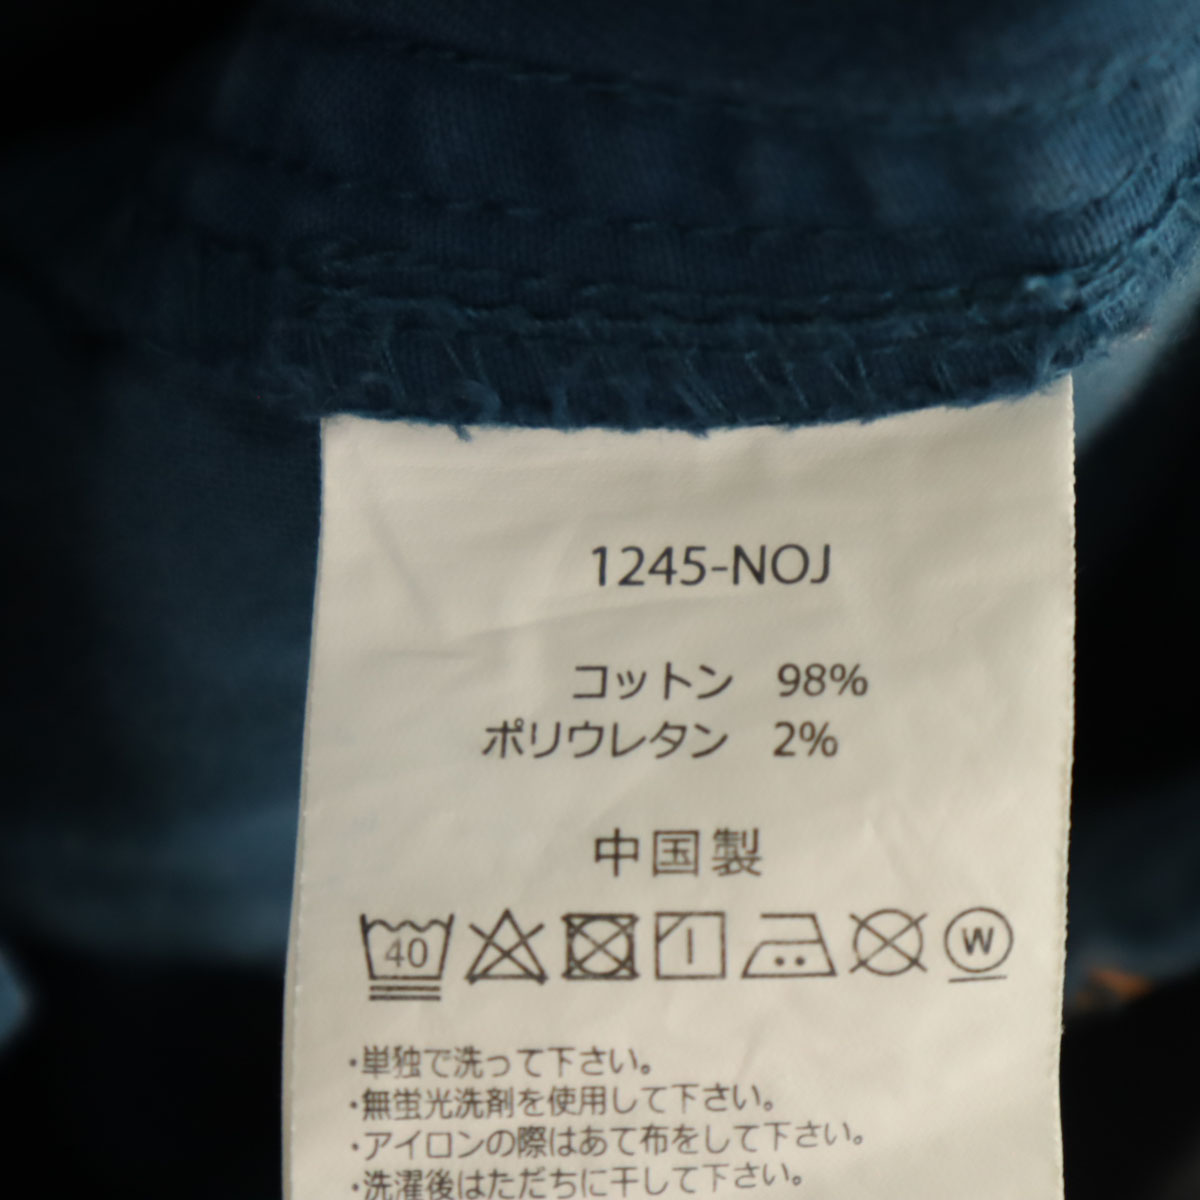 1245-NOJ
コットン 98%
ポリウレタン 2%
中国製
40 W
・単独で洗って下さい。
・無蛍光洗剤を使用して下さい。
・アイロンの際はあて布をして下さい。
・洗濯後はただちに干して下さい。